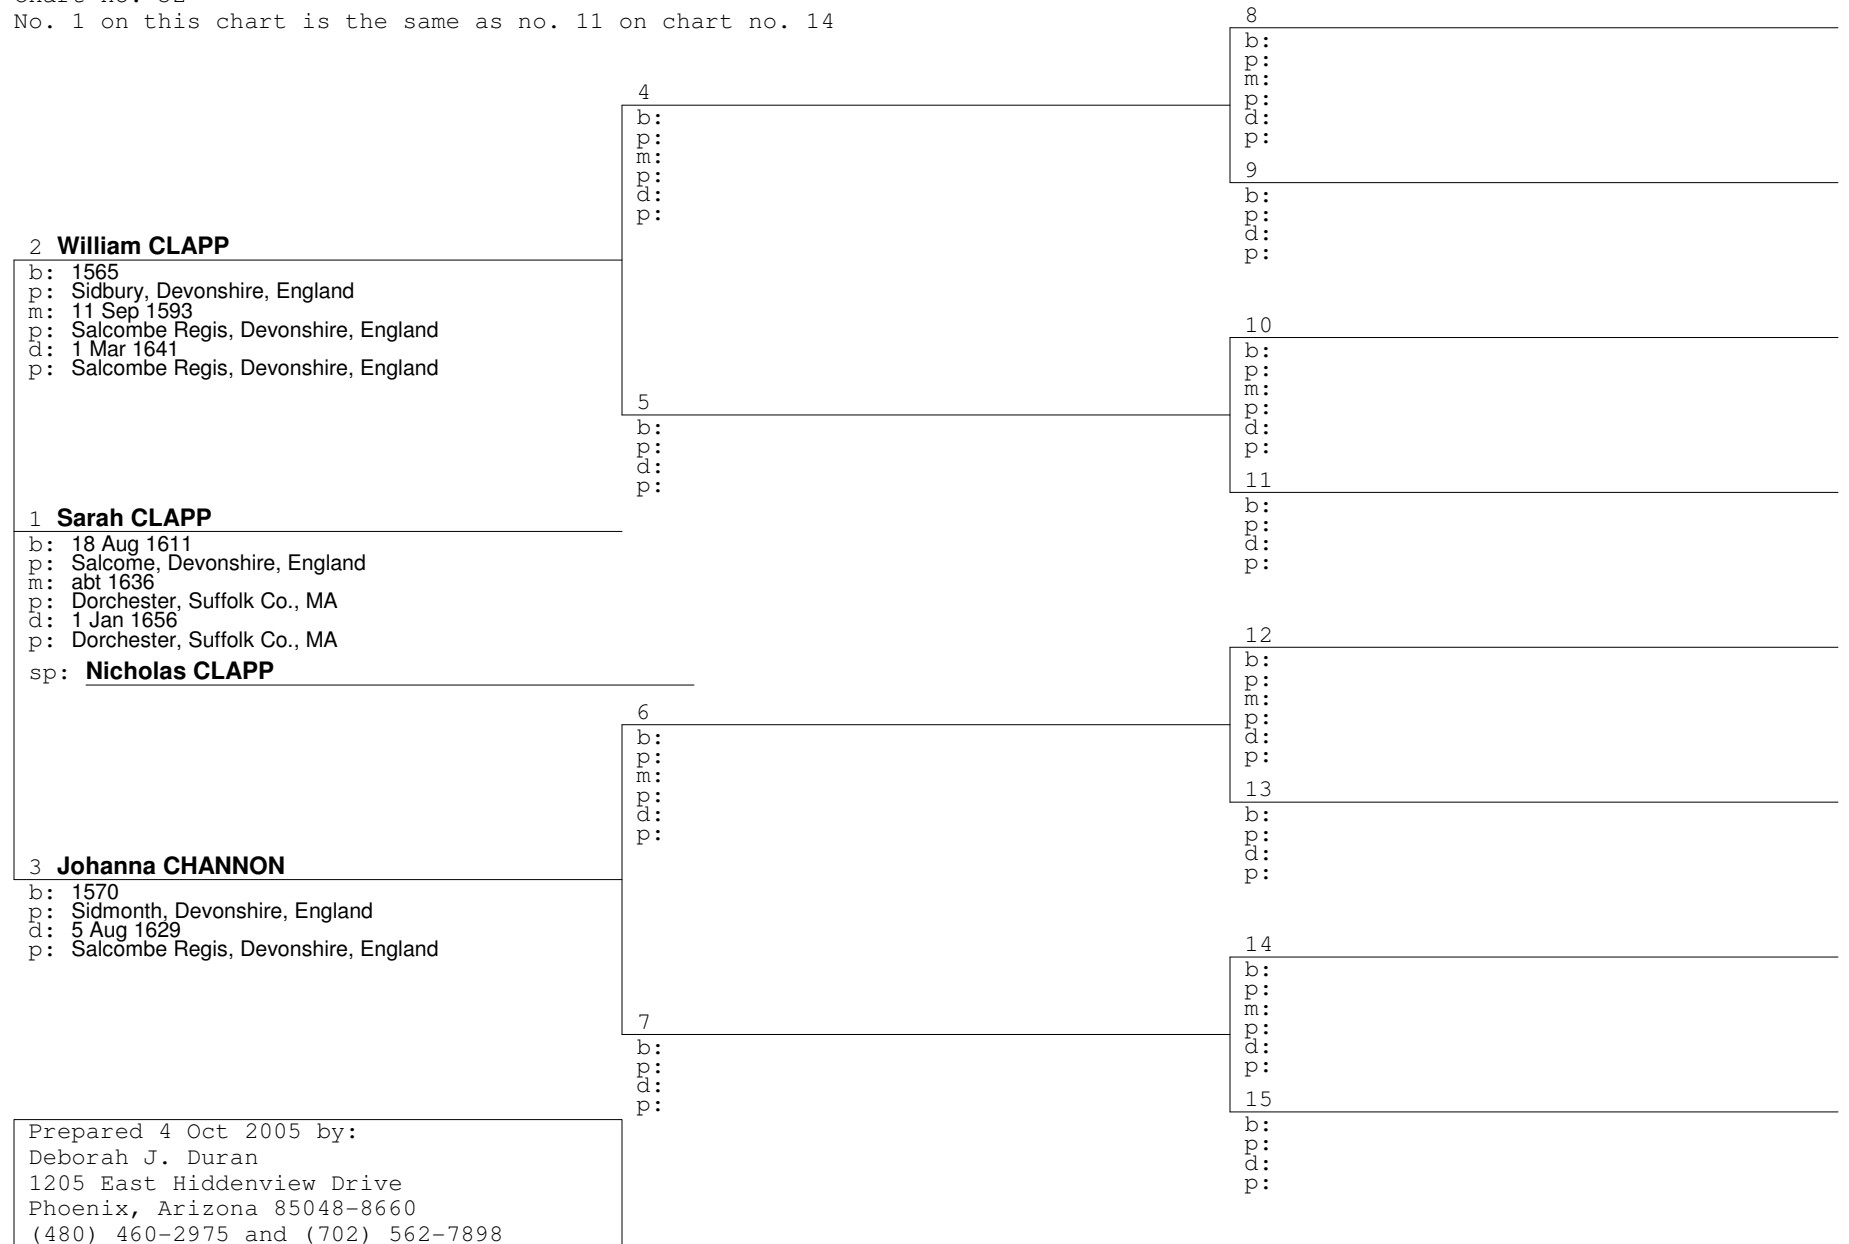 No. 1 on this chart is the same as no. 11 on chart no. 14
2 William CLAPP
b: 1565
p: Sidbury, Devonshire, England
m: 11 Sep 1593
p: Salcombe Regis, Devonshire, England
d: 1 Mar 1641
p: Salcombe Regis, Devonshire, England
1 Sarah CLAPP
b: 18 Aug 1611
p: Salcome, Devonshire, England
m: abt 1636
p: Dorchester, Suffolk Co., MA
d: 1 Jan 1656
p: Dorchester, Suffolk Co., MA
sp: Nicholas CLAPP
3 Johanna CHANNON
b: 1570
p: Sidmonth, Devonshire, England
d: 5 Aug 1629
p: Salcombe Regis, Devonshire, England
4
b:
p:
m:
p:
d:
p:
5
b:
p:
d:
p:
6
b:
p:
m:
p:
d:
p:
7
b:
p:
d:
p:
8
b:
p:
m:
p:
d:
p:
9
b:
p:
d:
p:
10
b:
p:
m:
p:
d:
p:
11
b:
p:
d:
p:
12
b:
p:
m:
p:
d:
p:
13
b:
p:
d:
p:
14
b:
p:
m:
p:
d:
p:
15
b:
p:
d:
p:
Prepared 4 Oct 2005 by:
Deborah J. Duran
1205 East Hiddenview Drive
Phoenix, Arizona 85048-8660
(480) 460-2975 and (702) 562-7898